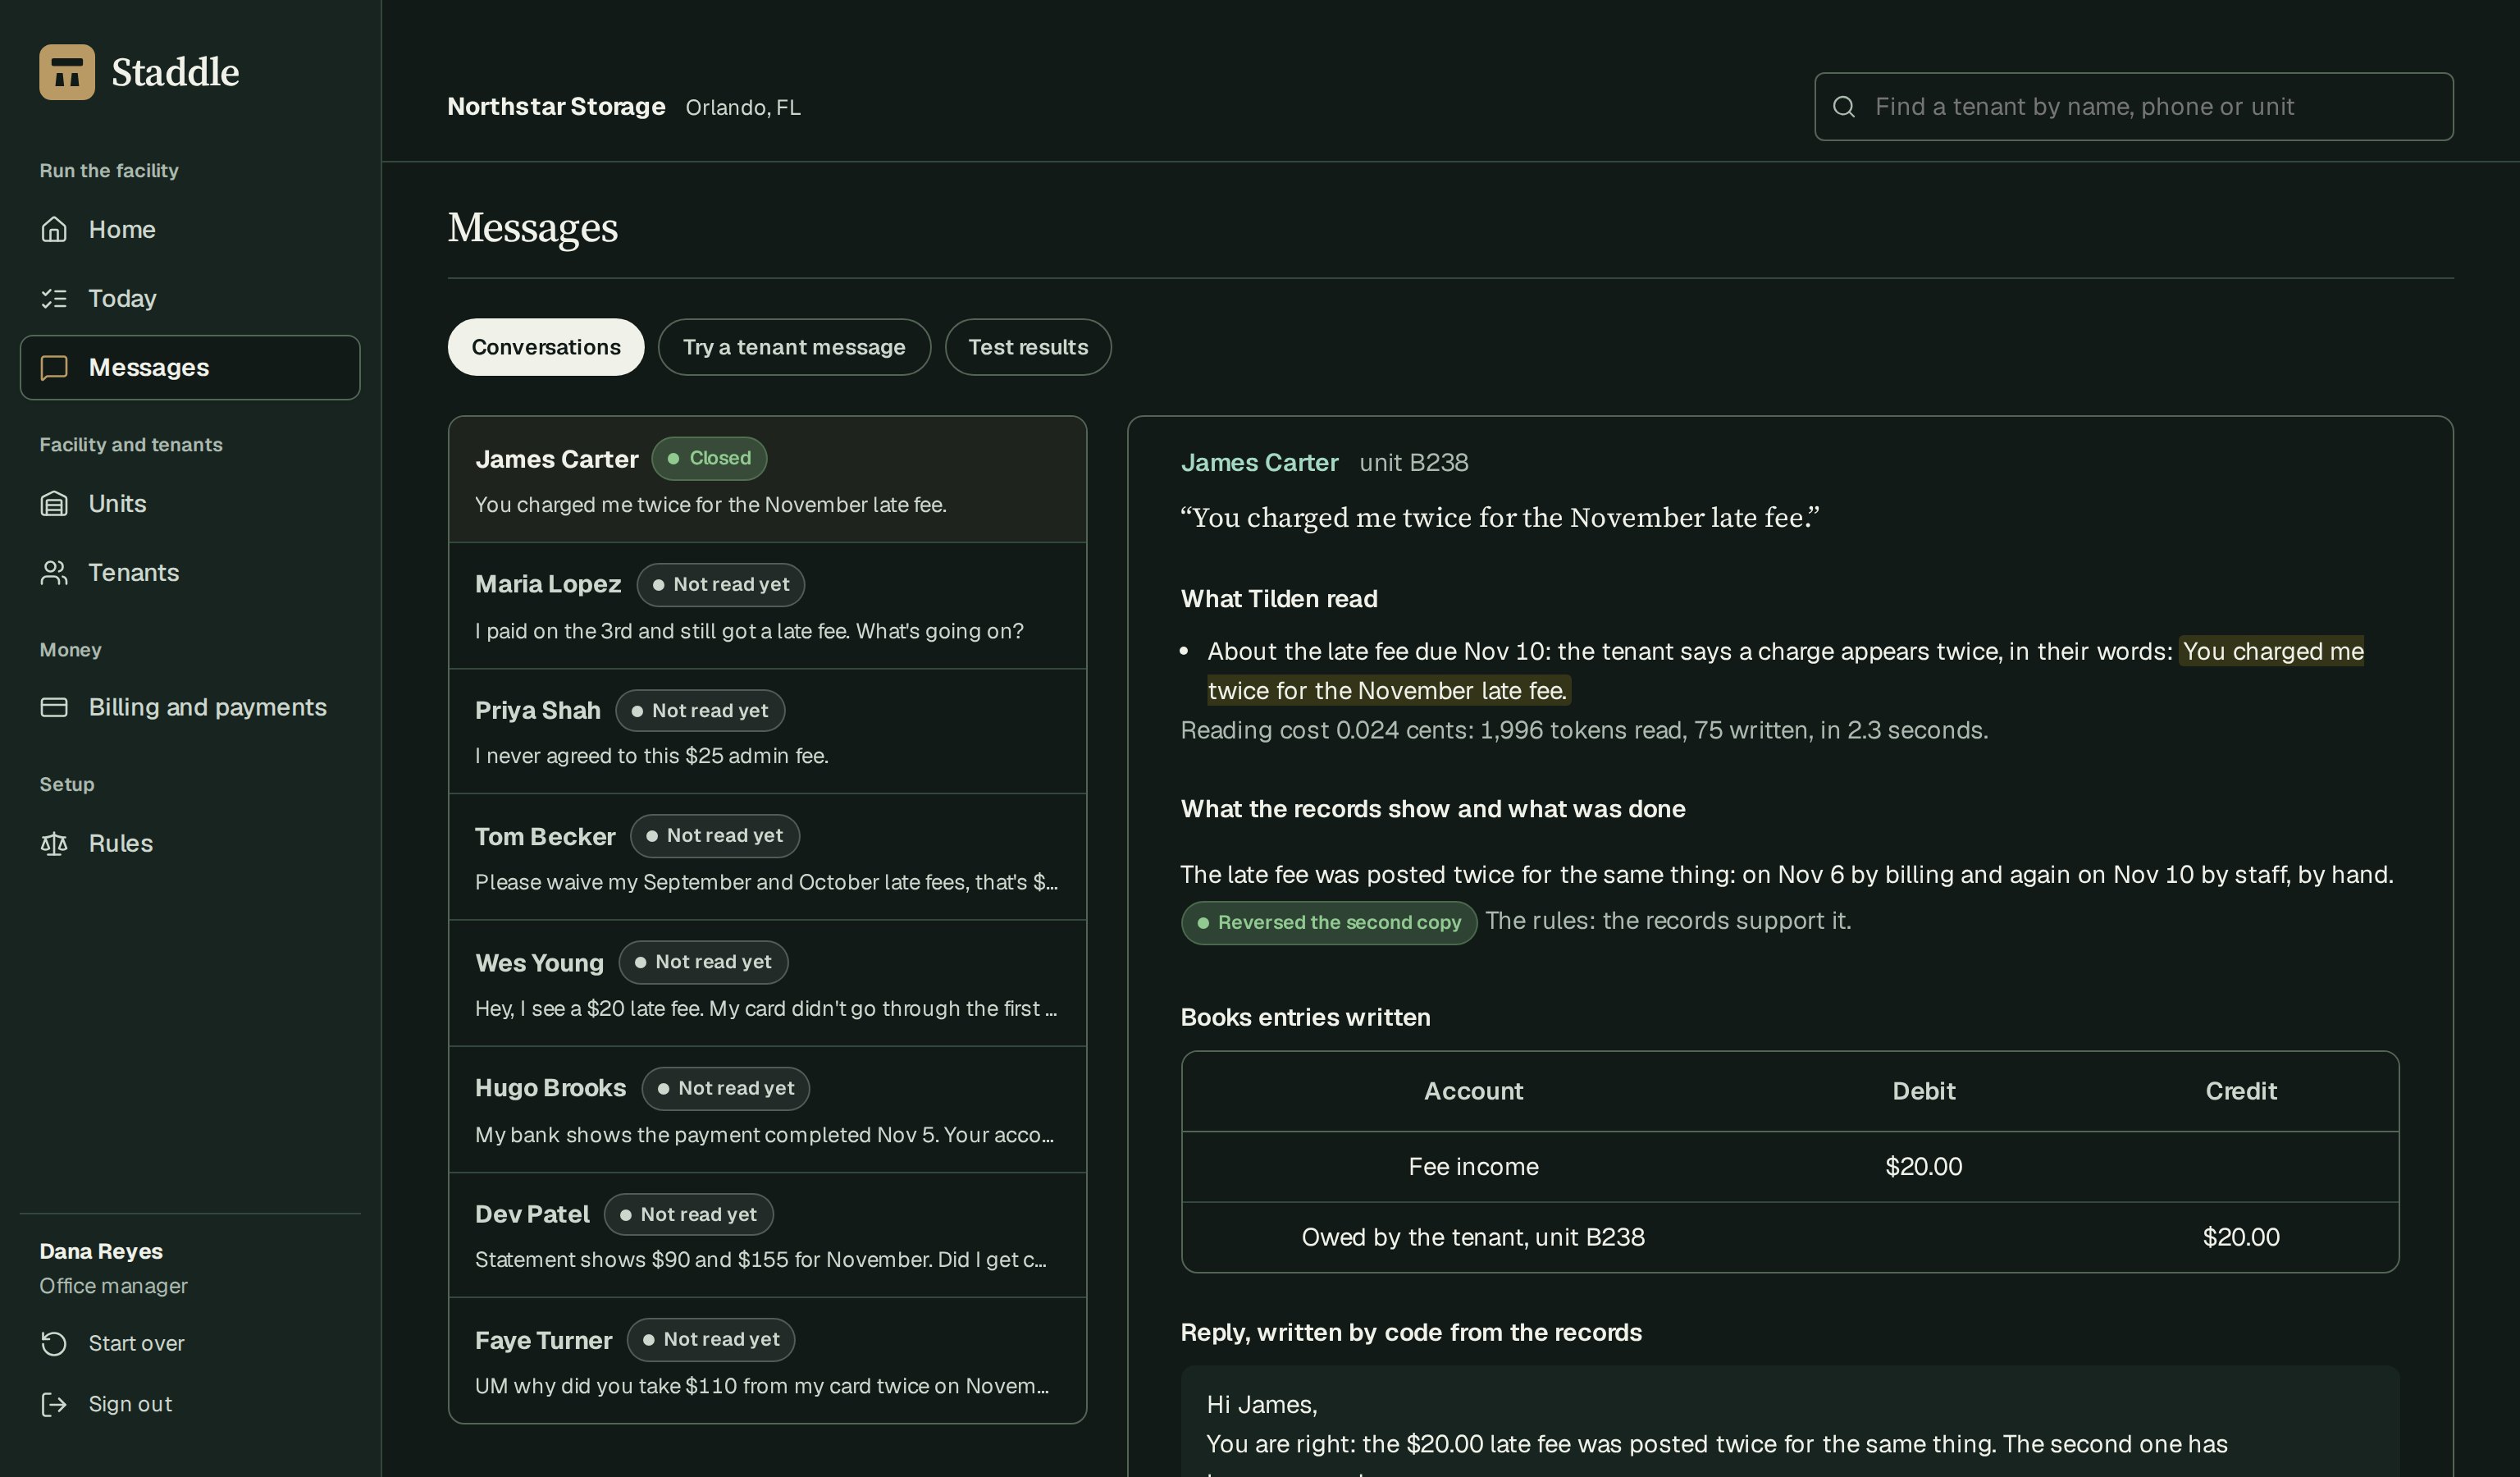 Staddle
Run the facility
Home
Today
Messages
Facility and tenants
Units
Tenants
Money
Billing and payments
Setup
Rules
Dana Reyes
Office manager
Start over
Sign out
Northstar Storage Orlando, FL
Find a tenant by name, phone or unit
Messages
Conversations Try a tenant message Test results
James Carter Closed
You charged me twice for the November late fee.
Maria Lopez Not read yet
I paid on the 3rd and still got a late fee. What's going on?
Priya Shah Not read yet
I never agreed to this $25 admin fee.
Tom Becker Not read yet
Please waive my September and October late fees, that's $...
Wes Young Not read yet
Hey, I see a $20 late fee. My card didn't go through the first ...
Hugo Brooks Not read yet
My bank shows the payment completed Nov 5. Your acco...
Dev Patel Not read yet
Statement shows $90 and $155 for November. Did I get c...
Faye Turner Not read yet
UM why did you take $110 from my card twice on Novem...
James Carter unit B238
“You charged me twice for the November late fee.”
What Tilden read
• About the late fee due Nov 10: the tenant says a charge appears twice, in their words: You charged me
twice for the November late fee.
Reading cost 0.024 cents: 1,996 tokens read, 75 written, in 2.3 seconds.
What the records show and what was done
The late fee was posted twice for the same thing: on Nov 6 by billing and again on Nov 10 by staff, by hand.
Reversed the second copy The rules: the records support it.
Books entries written
Account Debit Credit
Fee income $20.00
Owed by the tenant, unit B238 $20.00
Reply, written by code from the records
Hi James,
You are right: the $20.00 late fee was posted twice for the same thing. The second one has